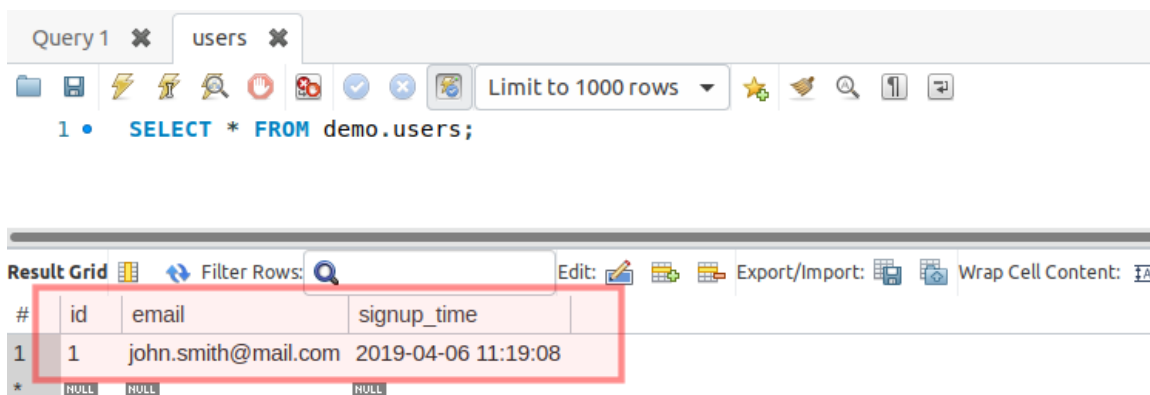 Query 1 users
Limit to 1000 rows
1 SELECT * FROM demo.users;
Result Grid Filter Rows: Edit: Export/Import: Wrap Cell Content:
# id email signup_time
1 1 john.smith@mail.com 2019-04-06 11:19:08
* NULL NULL NULL